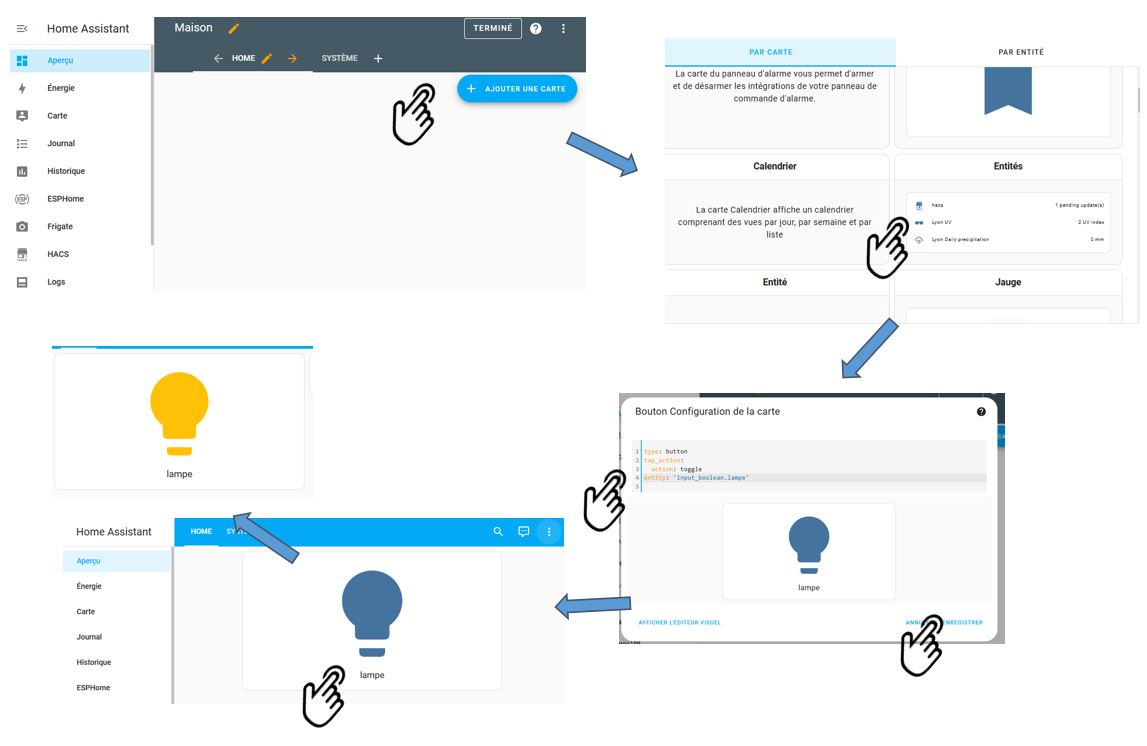 Home Assistant
Aperçu
Énergie
Carte
Journal
Historique
ESPHome
Frigate
HACS
Logs
Maison
TERMINÉ
HOME
SYSTÈME
AJOUTER UNE CARTE
PAR CARTE
PAR ENTITÉ
La carte du panneau d'alarme vous permet d'armer
et de désarmer les intégrations de votre panneau de
commande d'alarme.
Calendrier
La carte Calendrier affiche un calendrier
comprenant des vues par jour, par semaine et par
liste
Entités
hacs 1 pending update(s)
Lyon UV 2 UV index
Lyon Daily precipitation 0 mm
Entité
Jauge
Bouton Configuration de la carte
1 type: button
2 tap_action:
3 action: toggle
4 entity: 'input_boolean.lampe'
5
lampe
AFFICHER L'ÉDITEUR VISUEL
ENREGISTRER
Home Assistant
Aperçu
Énergie
Carte
Journal
Historique
ESPHome
HOME
lampe
lampe